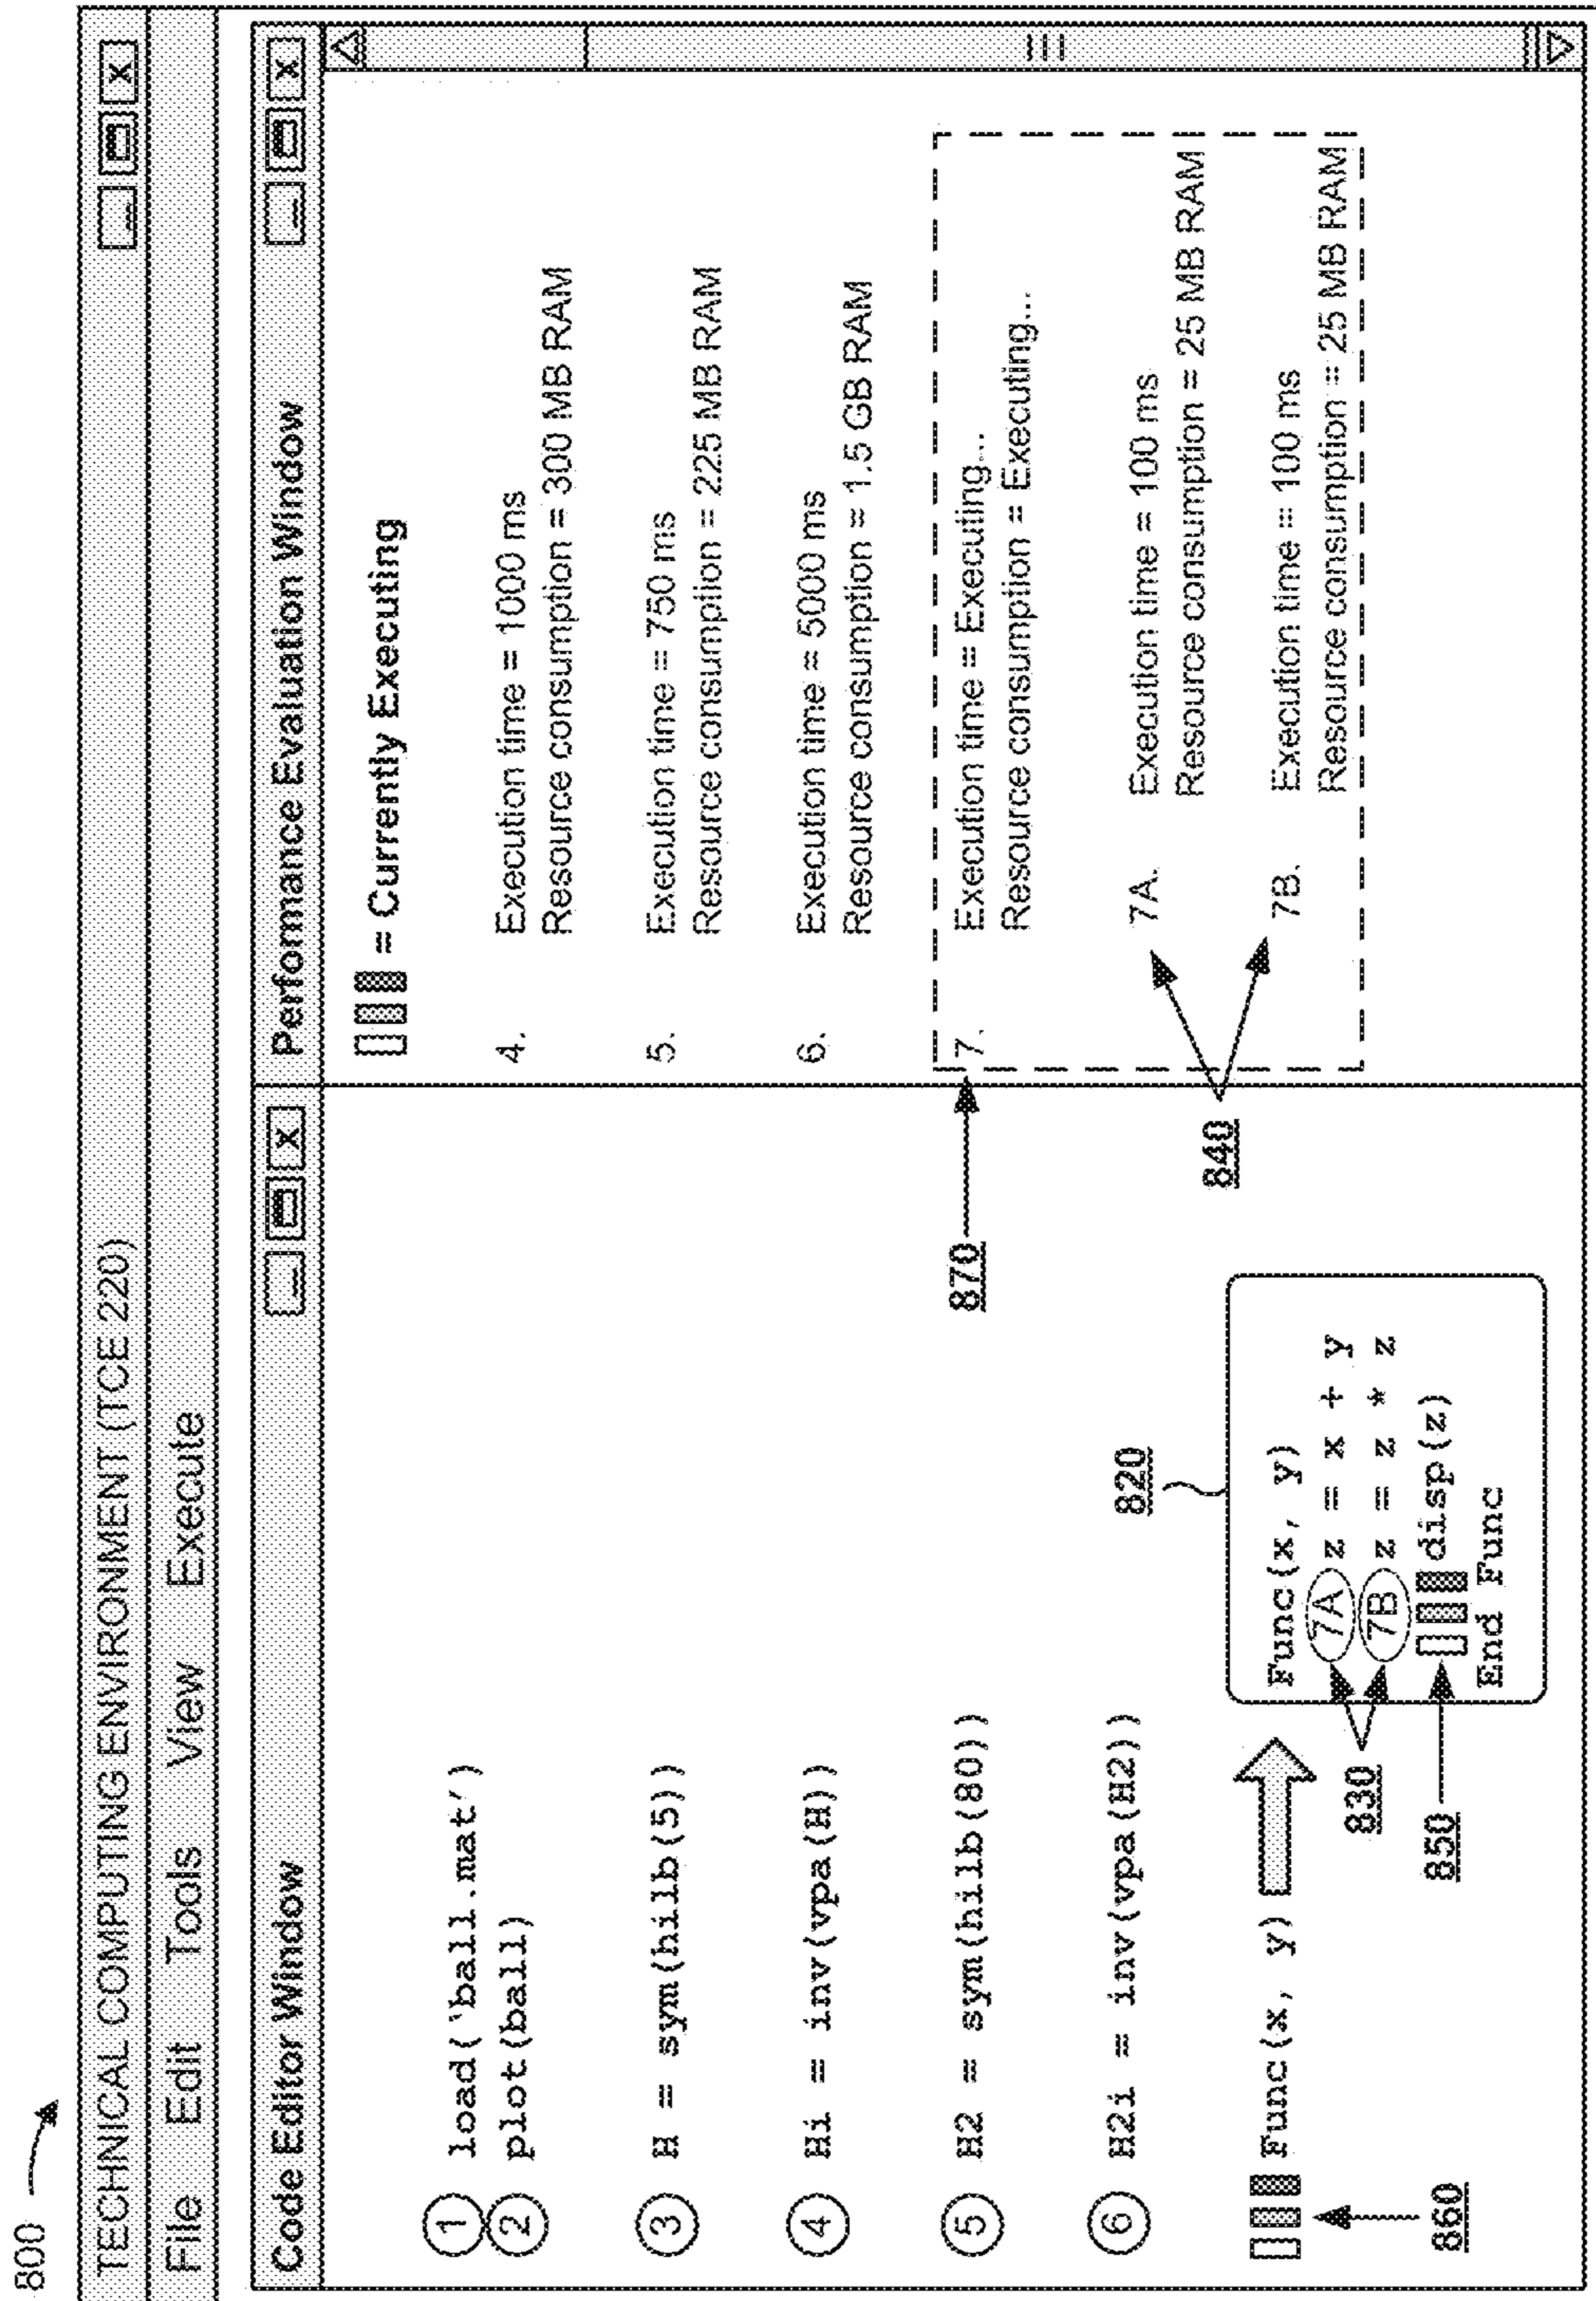 800
TECHNICAL COMPUTING ENVIRONMENT (TCE 220)
_ X
File Edit Tools View Execute
Code Editor Window
_ X
1 load('ball.mat')
2 plot(ball)
3 H = sym(hilb(5))
4 Hi = inv(vpa(H))
5 H2 = sym(hilb(80))
6 H2i = inv(vpa(H2))
Func(x, y)
860
820
Func(x, y)
7A z = x + y
7B z = z * z
disp(z)
End Func
830
850
870
840
Performance Evaluation Window
_ X
= Currently Executing
4. Execution time = 1000 ms
Resource consumption = 300 MB RAM
5. Execution time = 750 ms
Resource consumption = 225 MB RAM
6. Execution time = 5000 ms
Resource consumption = 1.5 GB RAM
7. Execution time = Executing...
Resource consumption = Executing...
7A. Execution time = 100 ms
Resource consumption = 25 MB RAM
7B. Execution time = 100 ms
Resource consumption = 25 MB RAM